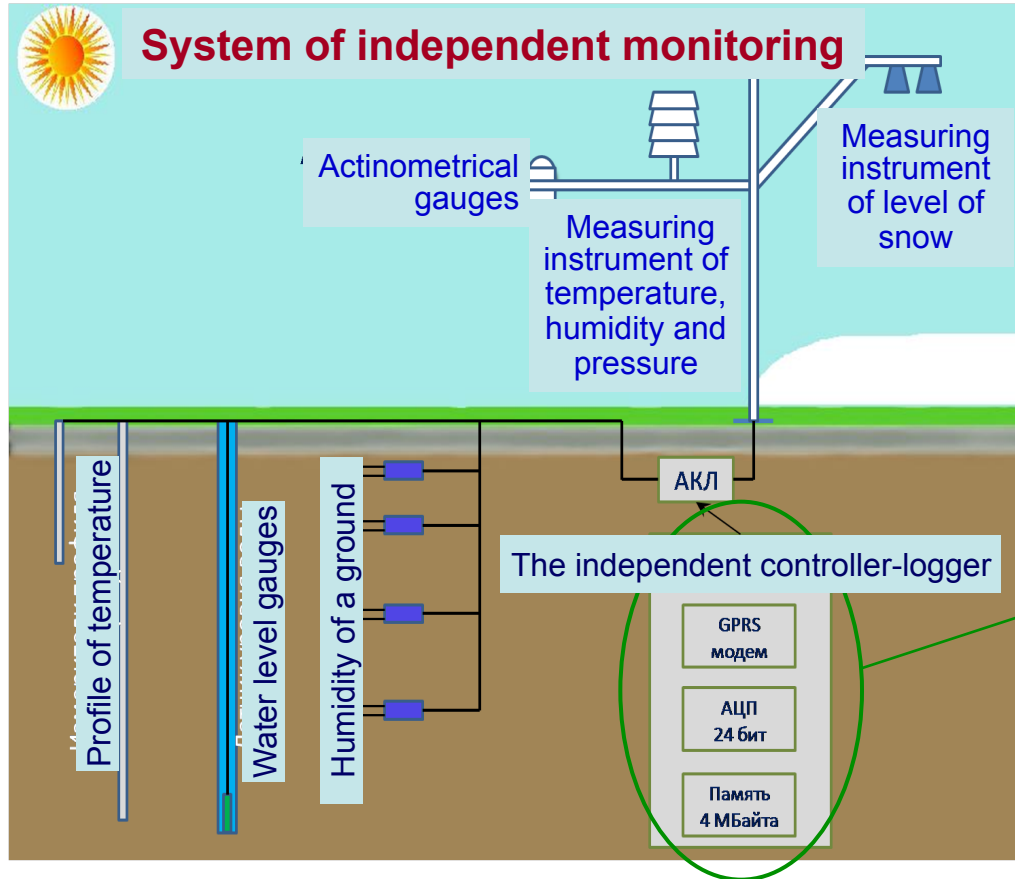 System of independent monitoring
Actinometrical
gauges
Measuring
instrument
of level of
snow
Measuring
instrument of
temperature,
humidity and
pressure
Profile of temperature
Water level gauges
Humidity of a ground
АКЛ
The independent controller-logger
GPRS
модем
АЦП
24 бит
Память
4 МБайта